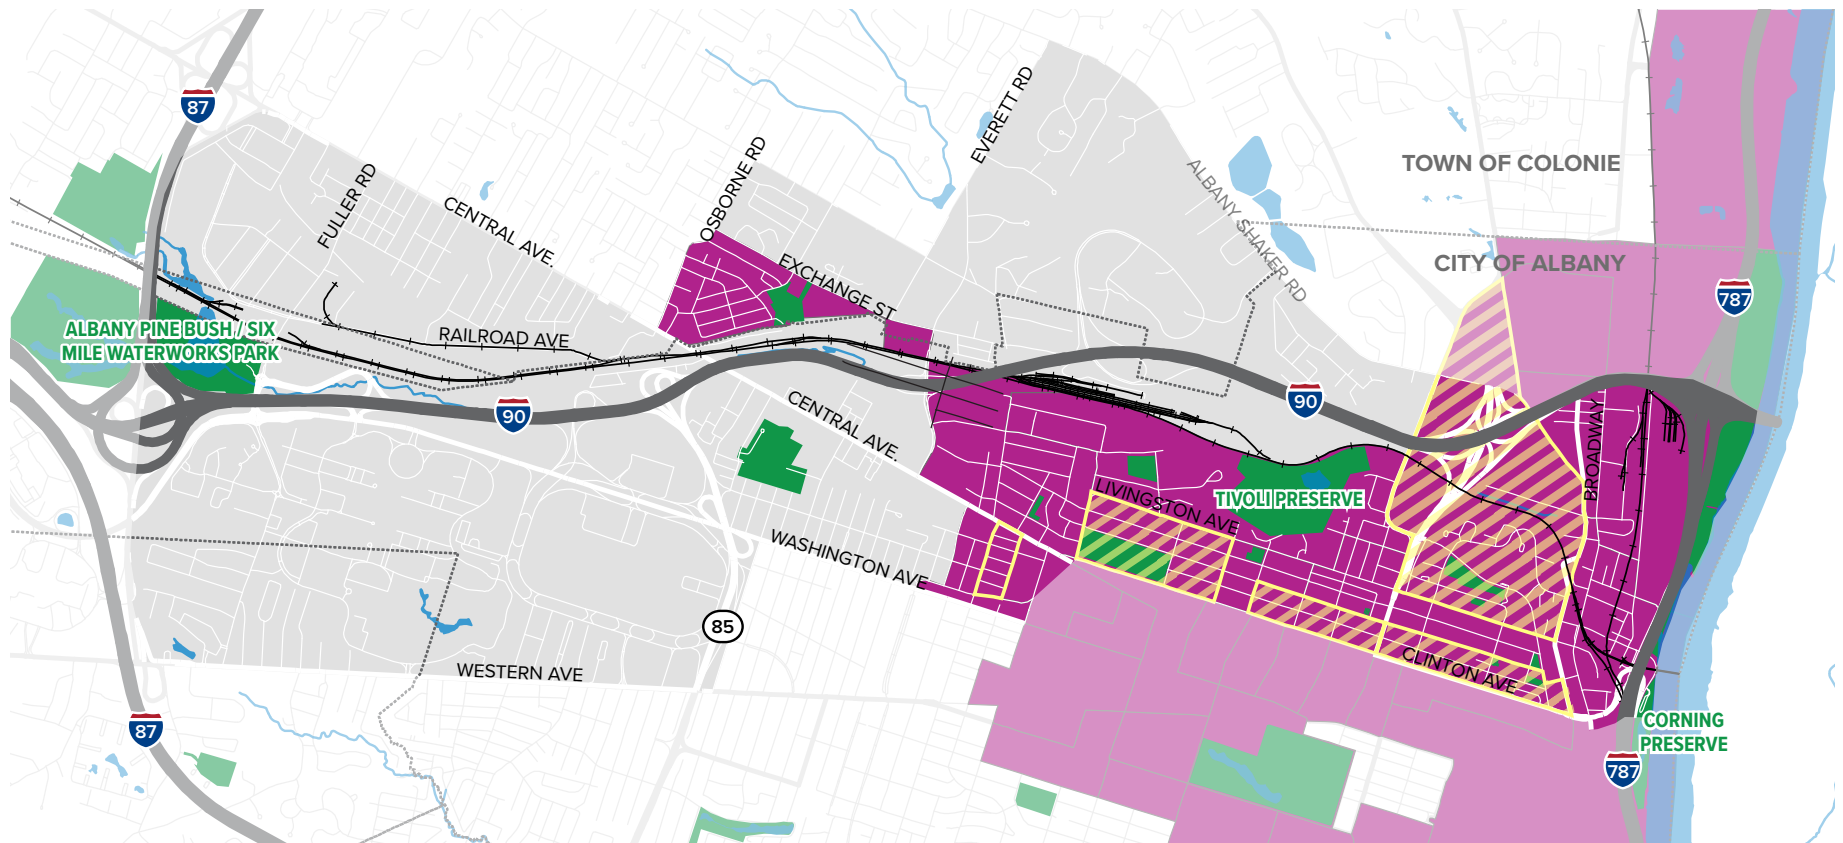 87
EVERETT RD
OSBORNE RD
TOWN OF COLONIE
FULLER RD
CENTRAL AVE.
ALBANY SHAKER RD
CITY OF ALBANY
EXCHANGE ST
787
ALBANY PINE BUSH / SIX
MILE WATERWORKS PARK
RAILROAD AVE
90
90
CENTRAL AVE.
BROADWAY
LIVINGSTON AVE
TIVOLI PRESERVE
WASHINGTON AVE
85
WESTERN AVE
CLINTON AVE
87
CORNING
PRESERVE
787